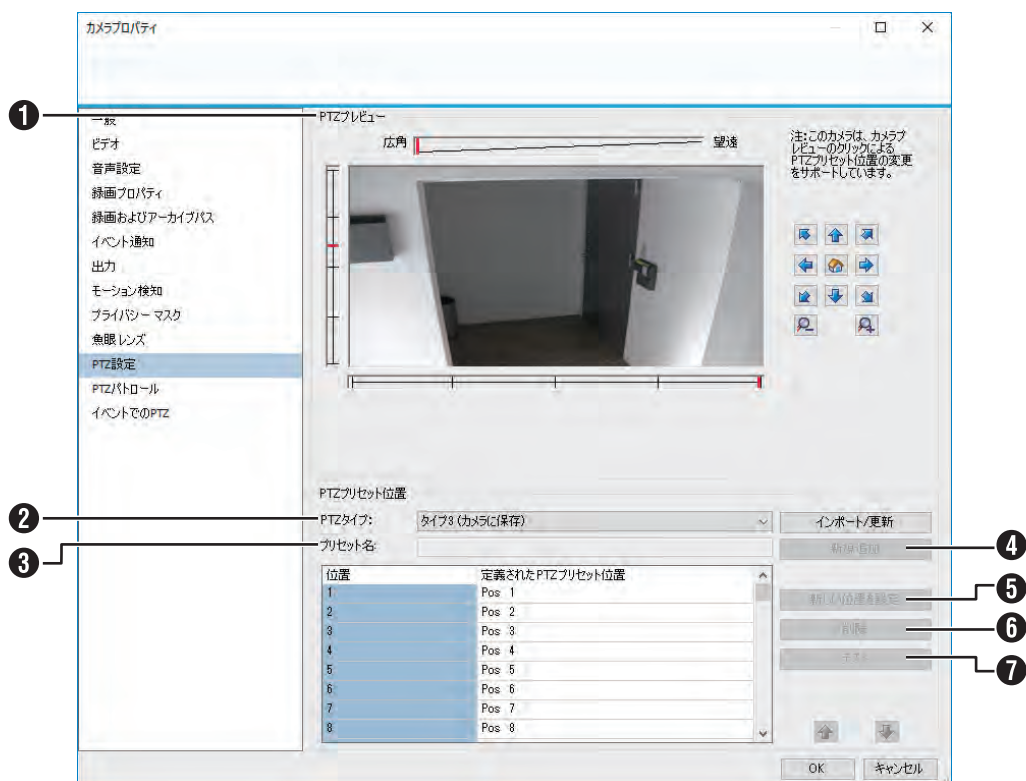 カメラプロパティ
❶
一般
ビデオ
音声設定
録画プロパティ
録画およびアーカイブパス
イベント通知
出力
モーション検知
プライバシー マスク
魚眼レンズ
PTZ設定
PTZパトロール
イベントでのPTZ
PTZプレビュー
広角
望遠
注:このカメラは、カメラプ
レビューのクリックによる
PTZプリセット位置の変更
をサポートしています。
PTZプリセット位置
❷
PTZタイプ:
タイプ3 (カメラに保存)
インポート/更新
❸
プリセット名:
新規追加
❹
位置
定義されたPTZプリセット位置
1
Pos 1
2
Pos 2
3
Pos 3
4
Pos 4
5
Pos 5
6
Pos 6
7
Pos 7
8
Pos 8
新しい位置を設定
❺
削除
❻
テスト
❼
OK
キャンセル